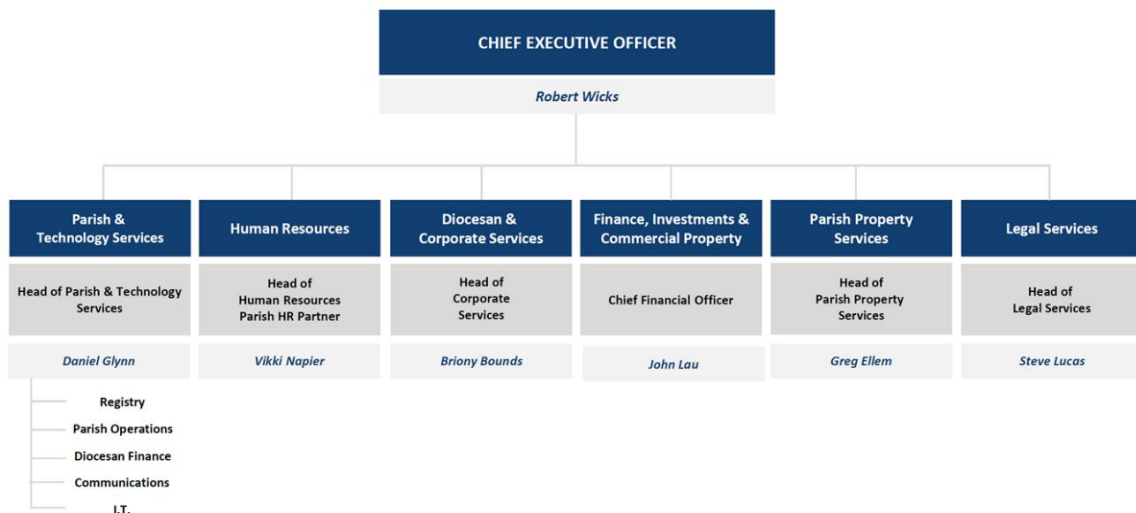 CHIEF EXECUTIVE OFFICER
Robert Wicks
Parish &
Technology Services
Human Resources
Diocesan &
Corporate Services
Finance, Investments &
Commercial Property
Parish Property
Services
Legal Services
Head of Parish & Technology
Services
Head of
Human Resources
Parish HR Partner
Head of
Corporate
Services
Chief Financial Officer
Head of
Parish Property
Services
Head of
Legal Services
Daniel Glynn
Vikki Napier
Briony Bounds
John Lau
Greg Ellem
Steve Lucas
Registry
Parish Operations
Diocesan Finance
Communications
I.T.